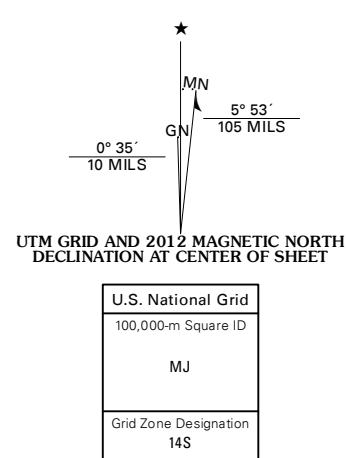 MN
5° 53´
105 MILS
GN
0° 35´
10 MILS
UTM GRID AND 2012 MAGNETIC NORTH
DECLINATION AT CENTER OF SHEET
U.S. National Grid
100,000-m Square ID
MJ
Grid Zone Designation
14S